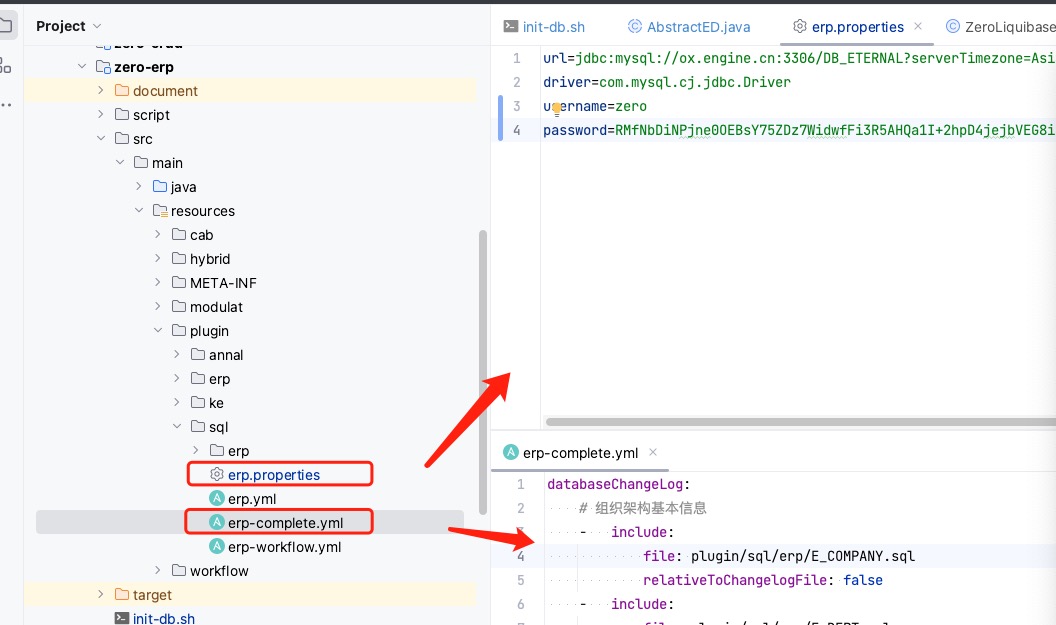 Project
zero-erp
document
script
src
main
java
resources
cab
hybrid
META-INF
modulat
plugin
annal
erp
ke
sql
erp
erp.properties
erp.yml
erp-complete.yml
erp-workflow.yml
workflow
target
init-db.sh
init-db.sh AbstractED.java erp.properties ZeroLiquibase
1 url=jdbc:mysql://ox.engine.cn:3306/DB_ETERNAL?serverTimezone=Asi
2 driver=com.mysql.cj.jdbc.Driver
3 username=zero
4 password=RMfNbDiNPjne0OEBsY75ZDz7WidwfFi3R5AHQa1I+2hpD4jejbVEG8i
erp-complete.yml
1 databaseChangeLog:
2 # 组织架构基本信息
3 - include:
4 file: plugin/sql/erp/E_COMPANY.sql
5 relativeToChangelogFile: false
6 - include: